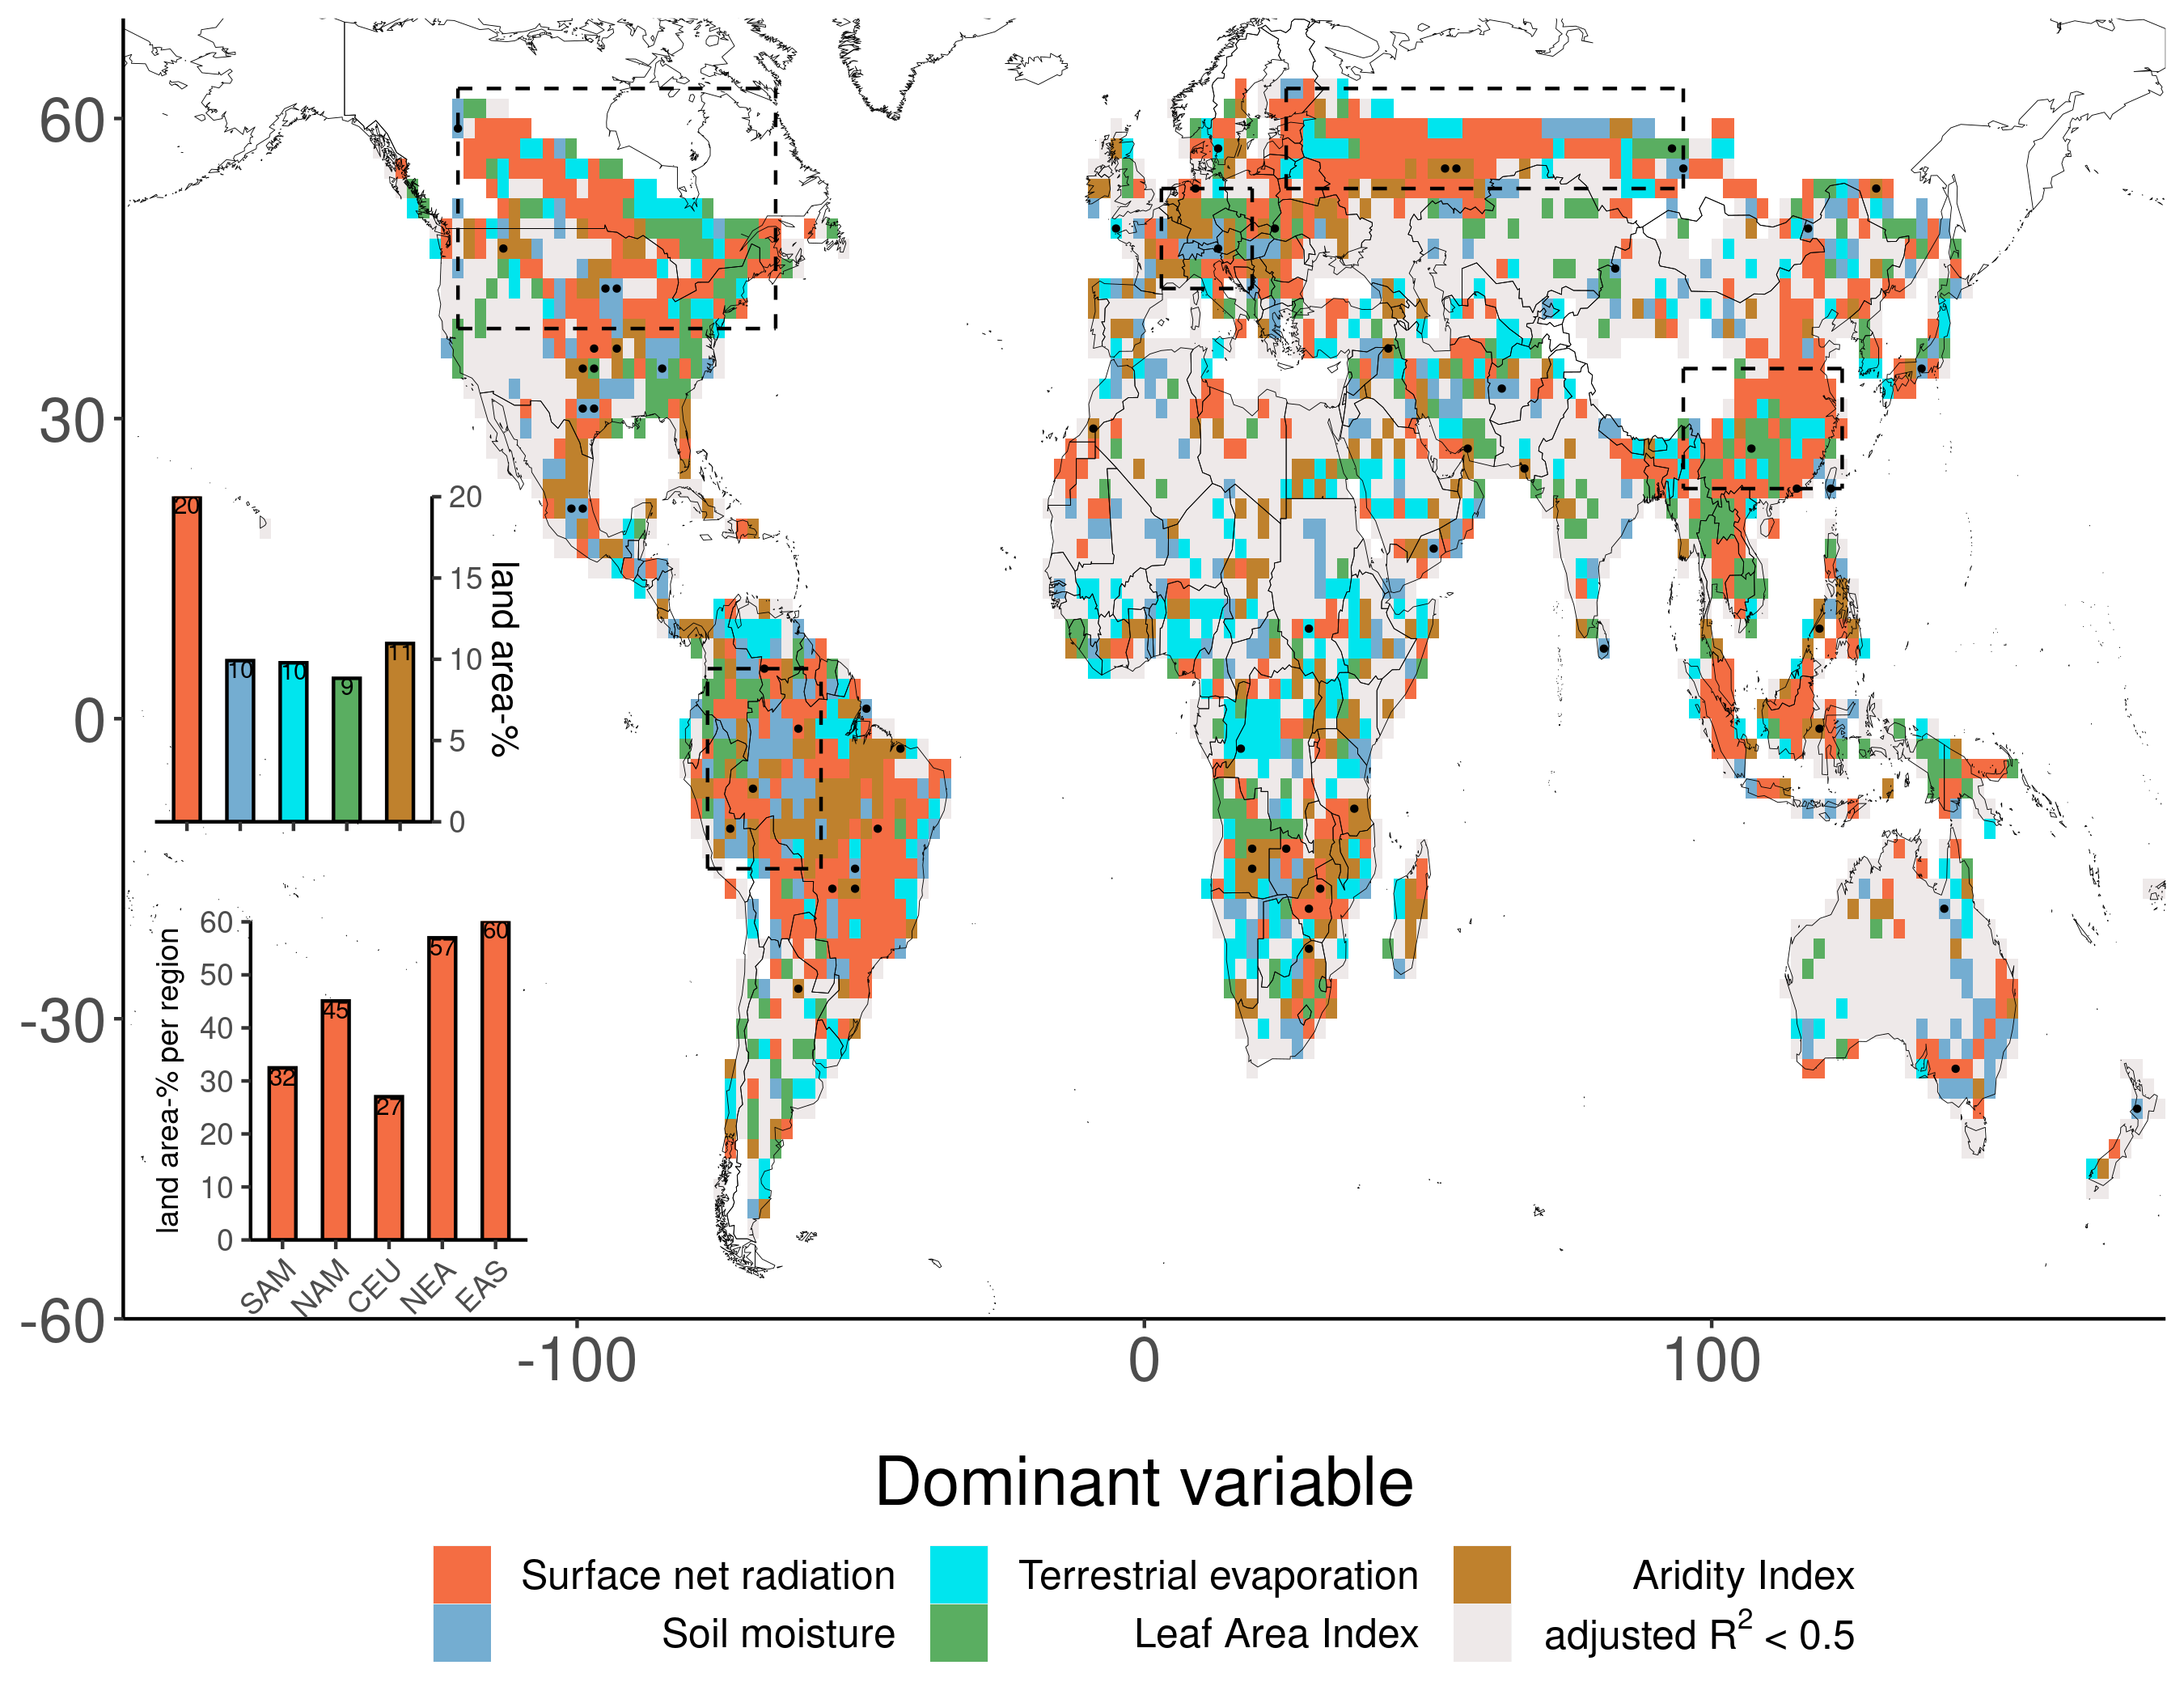 60
30
0
-30
-60
-100
0
100
20
10
10
9
11
20
15
10
5
0
land area-%
60
50
40
30
20
10
0
land area-% per region
32
45
27
57
60
SAM
NAM
CEU
NEA
EAS
Dominant variable
Surface net radiation
Terrestrial evaporation
Aridity Index
Soil moisture
Leaf Area Index
adjusted R² < 0.5